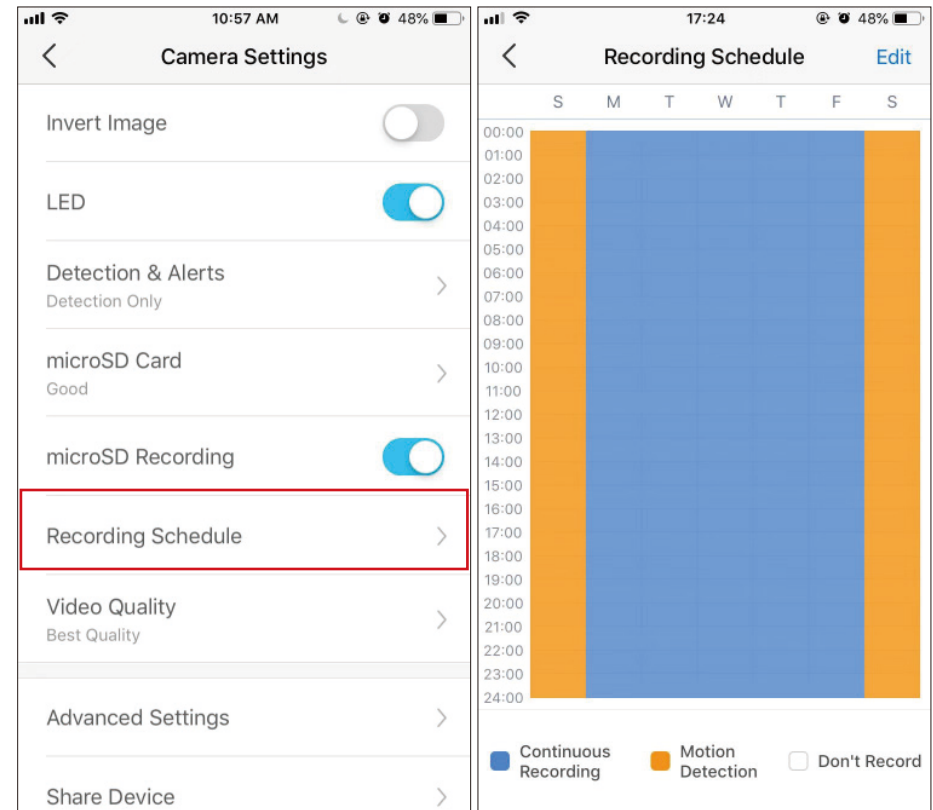 10:57 AM
48%
Camera Settings
Invert Image
LED
Detection & Alerts
Detection Only
microSD Card
Good
microSD Recording
Recording Schedule
Video Quality
Best Quality
Advanced Settings
Share Device
17:24
48%
Recording Schedule
Edit
S M T W T F S
00:00
01:00
02:00
03:00
04:00
05:00
06:00
07:00
08:00
09:00
10:00
11:00
12:00
13:00
14:00
15:00
16:00
17:00
18:00
19:00
20:00
21:00
22:00
23:00
24:00
Continuous
Recording
Motion
Detection
Don't Record